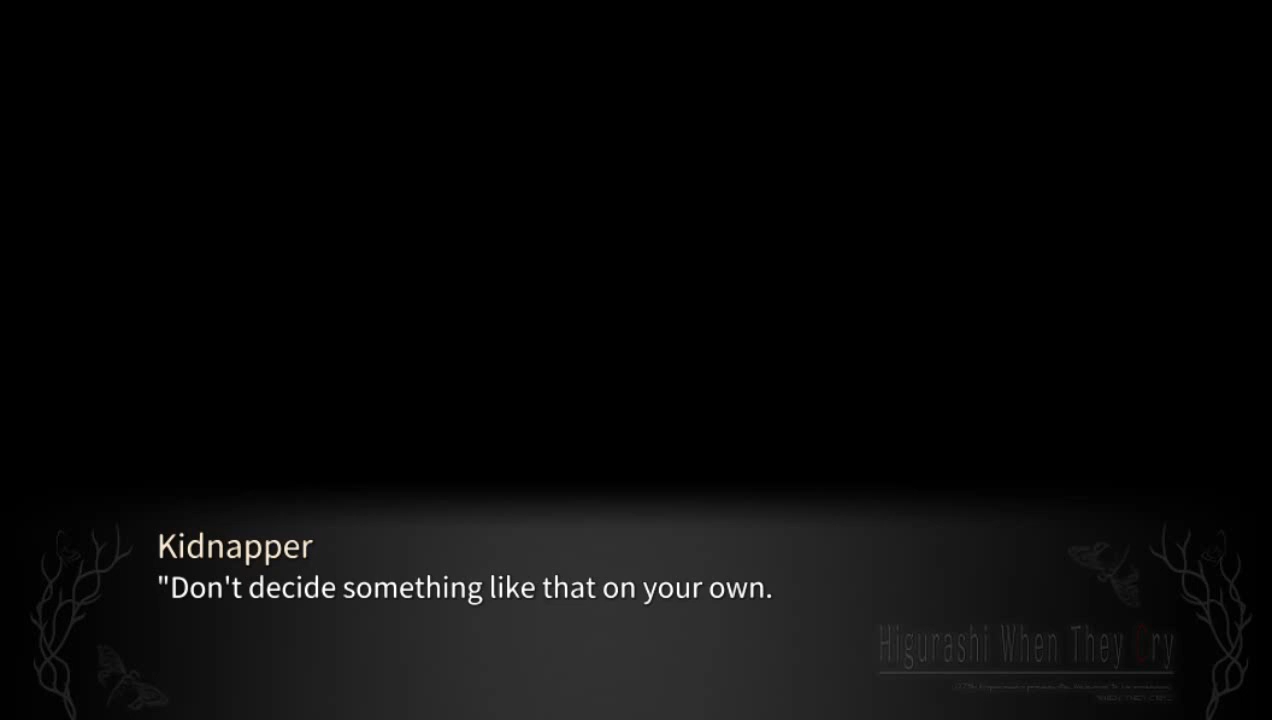 Kidnapper
"Don't decide something like that on your own.
Higurashi When They Cry